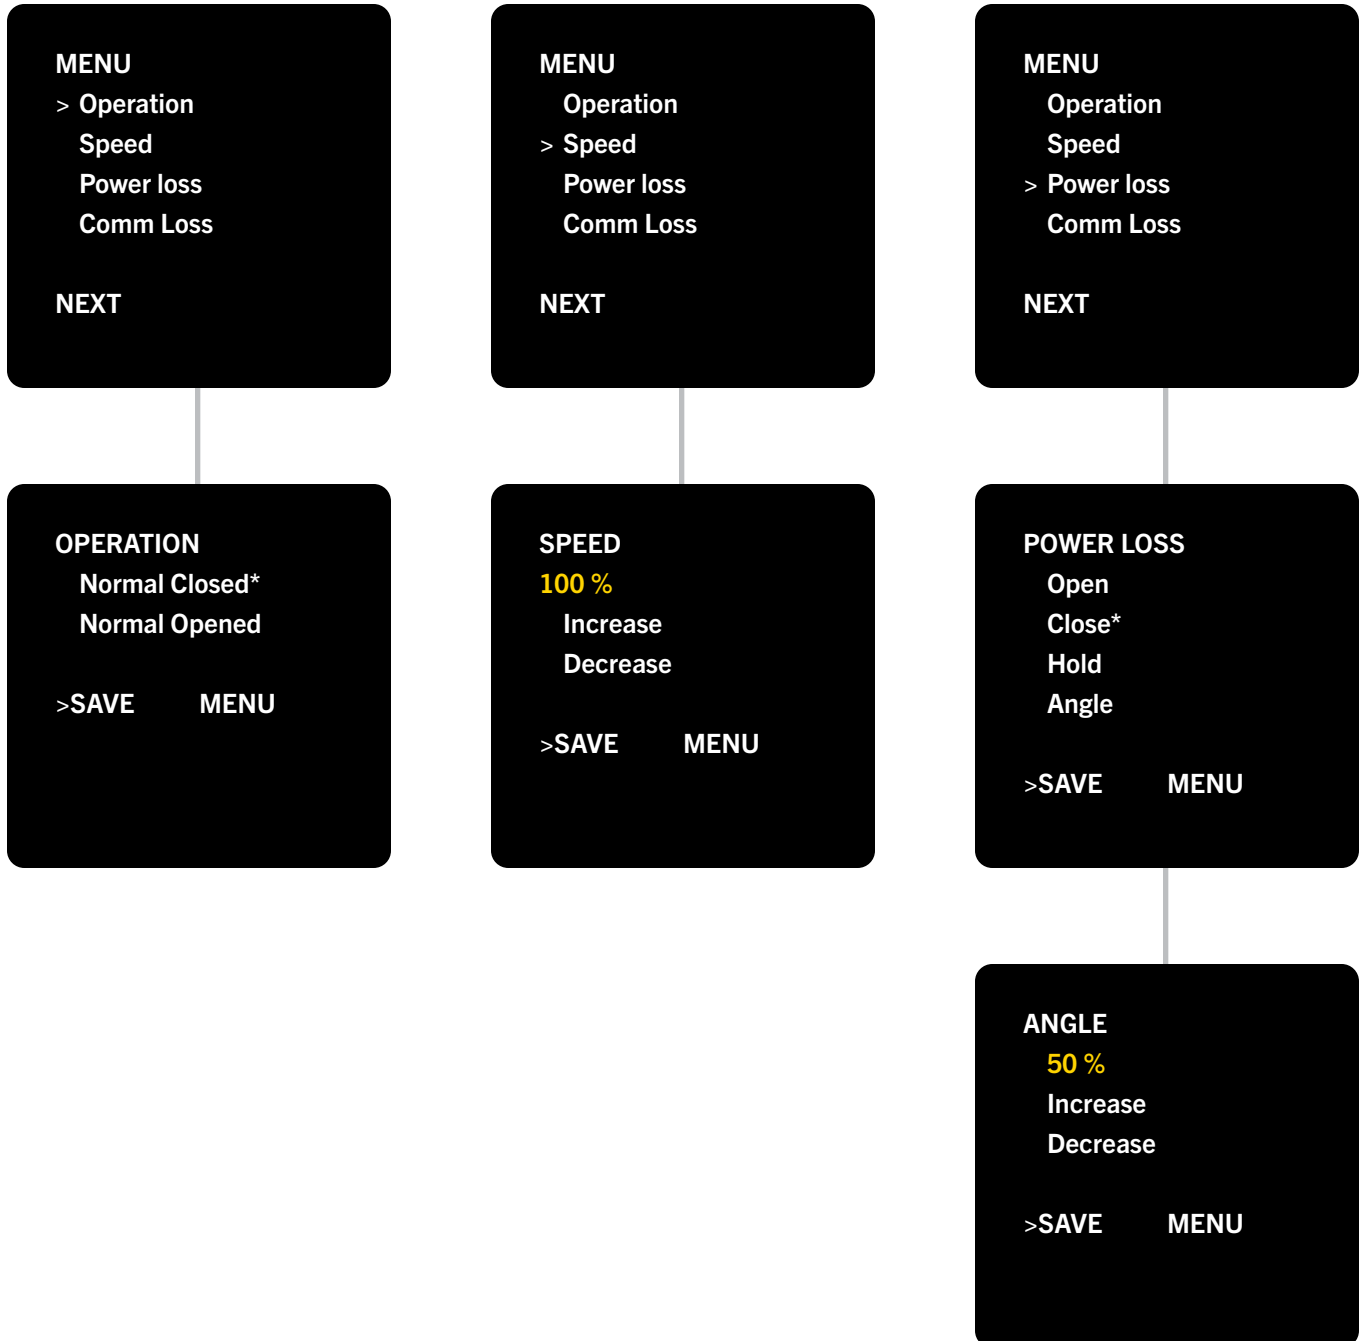 MENU
> Operation
Speed
Power loss
Comm Loss
NEXT
MENU
Operation
> Speed
Power loss
Comm Loss
NEXT
MENU
Operation
Speed
> Power loss
Comm Loss
NEXT
OPERATION
Normal Closed*
Normal Opened
>SAVE MENU
SPEED
100 %
Increase
Decrease
>SAVE MENU
POWER LOSS
Open
Close*
Hold
Angle
>SAVE MENU
ANGLE
50 %
Increase
Decrease
>SAVE MENU